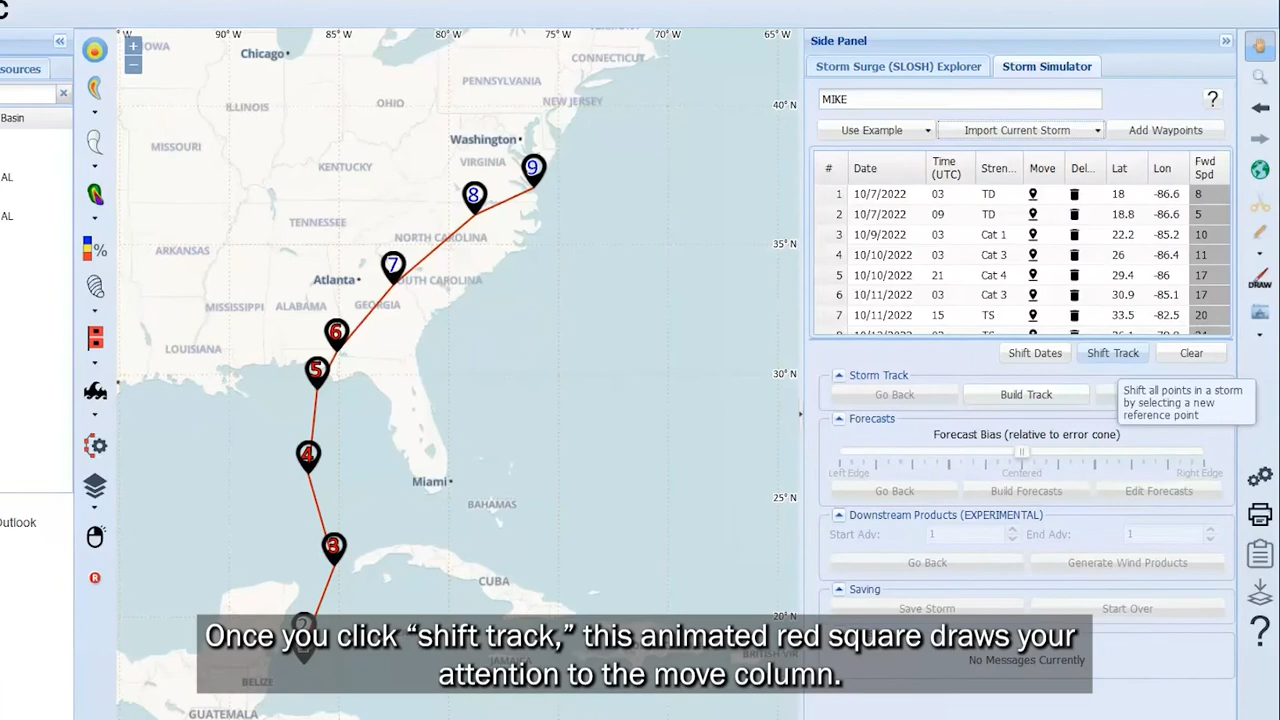 C
° W
90° W
85° W
80° W
75° W
70° W
65° W
Side Panel
sources
Basin
AL
AL
Outlook
+
−
%
R
IOWA
Chicago
CONNECTICUT
PENNSYLVANIA
NEW JERSEY
ILLINOIS
OHIO
40° N
MISSOURI
Washington
KENTUCKY
VIRGINIA
9
8
TENNESSEE
NORTH CAROLINA
35° N
ARKANSAS
7
Atlanta
SOUTH CAROLINA
MISSISSIPPI
ALABAMA
GEORGIA
6
LOUISIANA
5
30° N
4
Miami
25° N
BAHAMAS
3
CUBA
20° N
2
JAMAICA
BRITISH VIR
BELIZE
GUATEMALA
Storm Surge (SLOSH) Explorer
Storm Simulator
MIKE
?
Use Example
Import Current Storm
Add Waypoints
# Date Time (UTC) Stren... Move Del... Lat Lon Fwd Spd
1 10/7/2022 03 TD 18 -86.6 8
2 10/7/2022 09 TD 18.8 -86.6 5
3 10/9/2022 03 Cat 1 10
4 10/10/2022 03 Cat 3 26 -86.4 11
5 10/10/2022 21 Cat 4 17
6 10/11/2022 03 Cat 3 30.9 -85.1 17
7 10/11/2022 15 TS 33.5 -82.5 20
Shift Dates
Shift Track
Clear
Storm Track
Go Back
Build Track
Shift all points in a storm
by selecting a new
reference point
Forecasts
Forecast Bias (relative to error cone)
Left Edge
Centered
Right Edge
Go Back
Build Forecasts
Edit Forecasts
Downstream Products (EXPERIMENTAL)
Start Adv: 1
End Adv: 1
Go Back
Generate Wind Products
Saving
Save Storm
Start Over
No Messages Currently
DRAW
?
Once you click “shift track,” this animated red square draws your
attention to the move column.